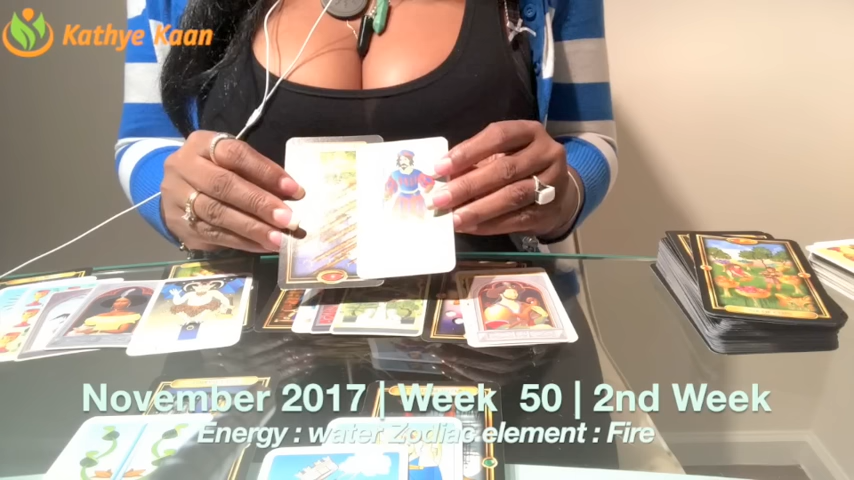 Kathye Kaan
November 2017 | Week 50 | 2nd Week
Energy : water Zodiac element : Fire